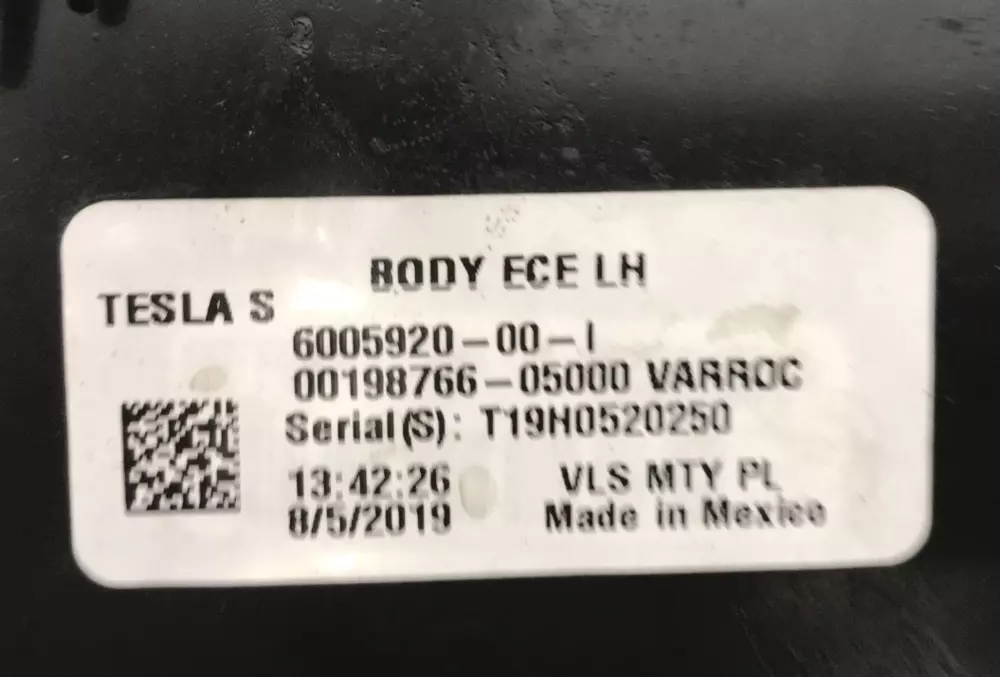 BODY ECE LH
TESLA S
6005920-00-I
00198766-05000 VARROC
Serial(S): T19H0520250
13:42:26
VLS MTY PL
8/5/2019
Made in Mexico